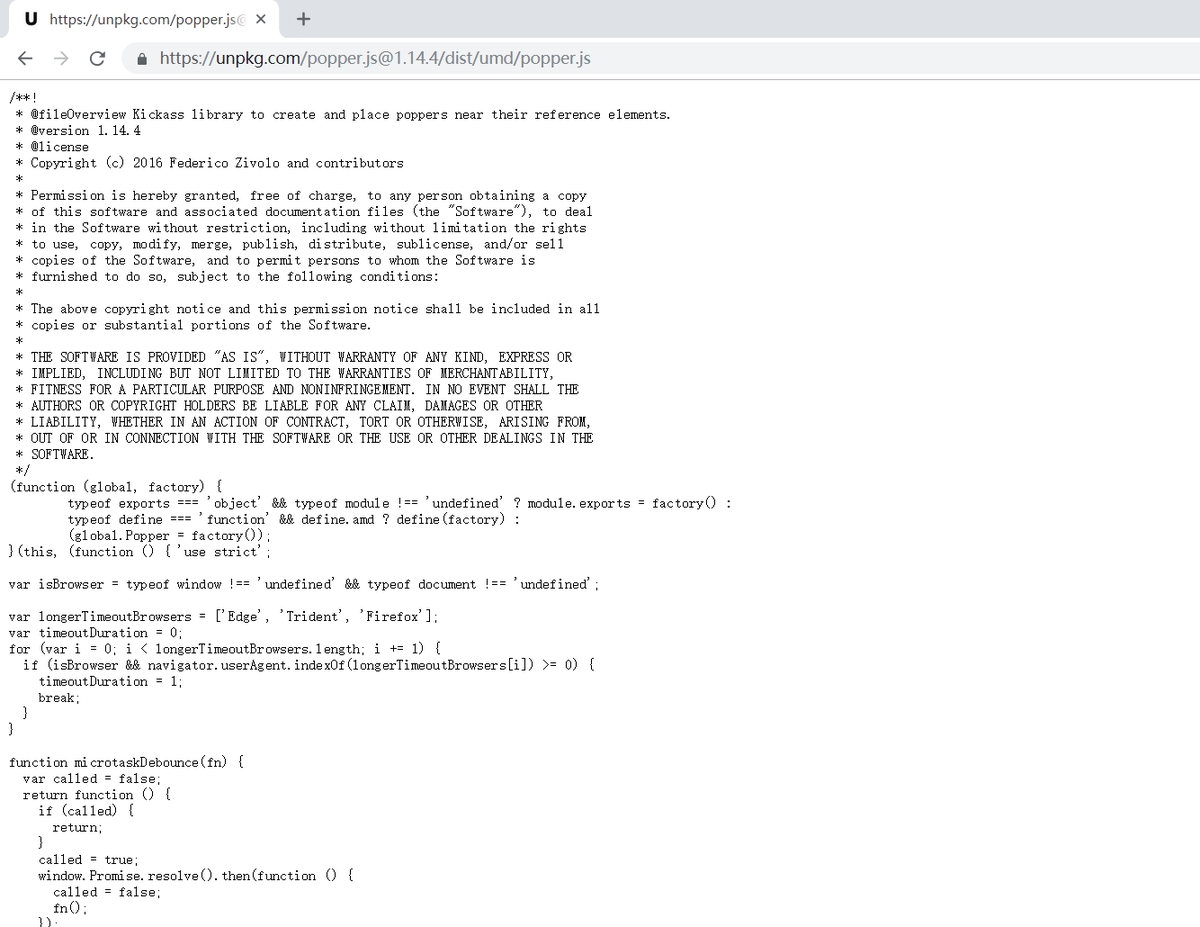 U https://unpkg.com/popper.js@ × +
https://unpkg.com/popper.js@1.14.4/dist/umd/popper.js
/**!
 * @fileOverview Kickass library to create and place poppers near their reference elements.
 * @version 1.14.4
 * @license
 * Copyright (c) 2016 Federico Zivolo and contributors
 *
 * Permission is hereby granted, free of charge, to any person obtaining a copy
 * of this software and associated documentation files (the "Software"), to deal
 * in the Software without restriction, including without limitation the rights
 * to use, copy, modify, merge, publish, distribute, sublicense, and/or sell
 * copies of the Software, and to permit persons to whom the Software is
 * furnished to do so, subject to the following conditions:
 *
 * The above copyright notice and this permission notice shall be included in all
 * copies or substantial portions of the Software.
 *
 * THE SOFTWARE IS PROVIDED "AS IS", WITHOUT WARRANTY OF ANY KIND, EXPRESS OR
 * IMPLIED, INCLUDING BUT NOT LIMITED TO THE WARRANTIES OF MERCHANTABILITY,
 * FITNESS FOR A PARTICULAR PURPOSE AND NONINFRINGEMENT. IN NO EVENT SHALL THE
 * AUTHORS OR COPYRIGHT HOLDERS BE LIABLE FOR ANY CLAIM, DAMAGES OR OTHER
 * LIABILITY, WHETHER IN AN ACTION OF CONTRACT, TORT OR OTHERWISE, ARISING FROM,
 * OUT OF OR IN CONNECTION WITH THE SOFTWARE OR THE USE OR OTHER DEALINGS IN THE
 * SOFTWARE.
 */
(function (global, factory) {
        typeof exports === 'object' && typeof module !== 'undefined' ? module.exports = factory() :
        typeof define === 'function' && define.amd ? define(factory) :
        (global.Popper = factory());
}(this, (function () { 'use strict';
var isBrowser = typeof window !== 'undefined' && typeof document !== 'undefined';
var longerTimeoutBrowsers = ['Edge', 'Trident', 'Firefox'];
var timeoutDuration = 0;
for (var i = 0; i < longerTimeoutBrowsers.length; i += 1) {
  if (isBrowser && navigator.userAgent.indexOf(longerTimeoutBrowsers[i]) >= 0) {
    timeoutDuration = 1;
    break;
  }
}
function microtaskDebounce(fn) {
  var called = false;
  return function () {
    if (called) {
      return;
    }
    called = true;
    window.Promise.resolve().then(function () {
      called = false;
      fn();
    });